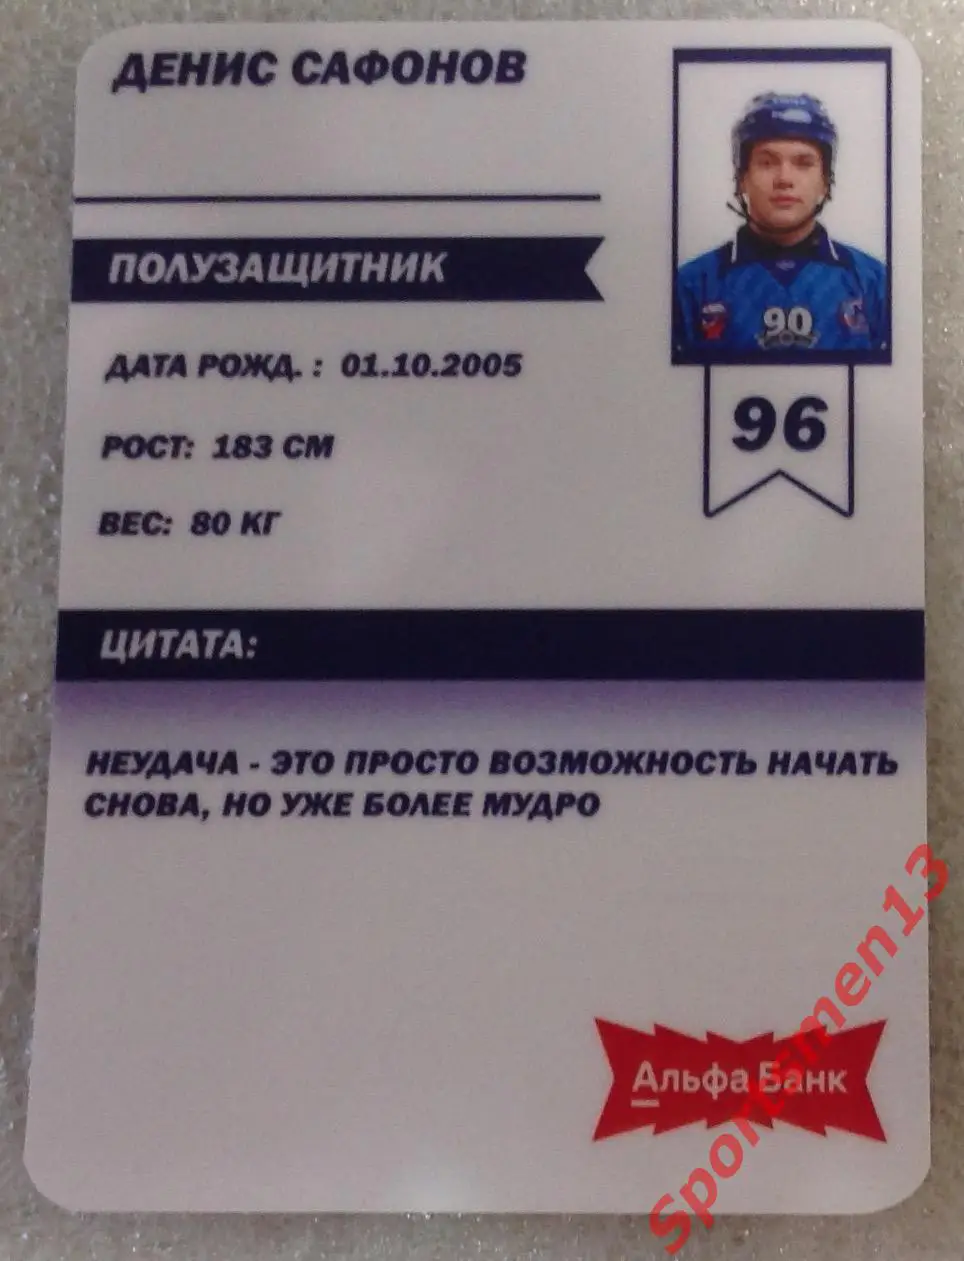 ДЕНИС САФОНОВ
ПОЛУЗАЩИТНИК
ДАТА РОЖД. : 01.10.2005
РОСТ: 183 СМ
ВЕС: 80 КГ
90
96
ЦИТАТА:
НЕУДАЧА - ЭТО ПРОСТО ВОЗМОЖНОСТЬ НАЧАТЬ
СНОВА, НО УЖЕ БОЛЕЕ МУДРО
Альфа Банк
Sportsmen13